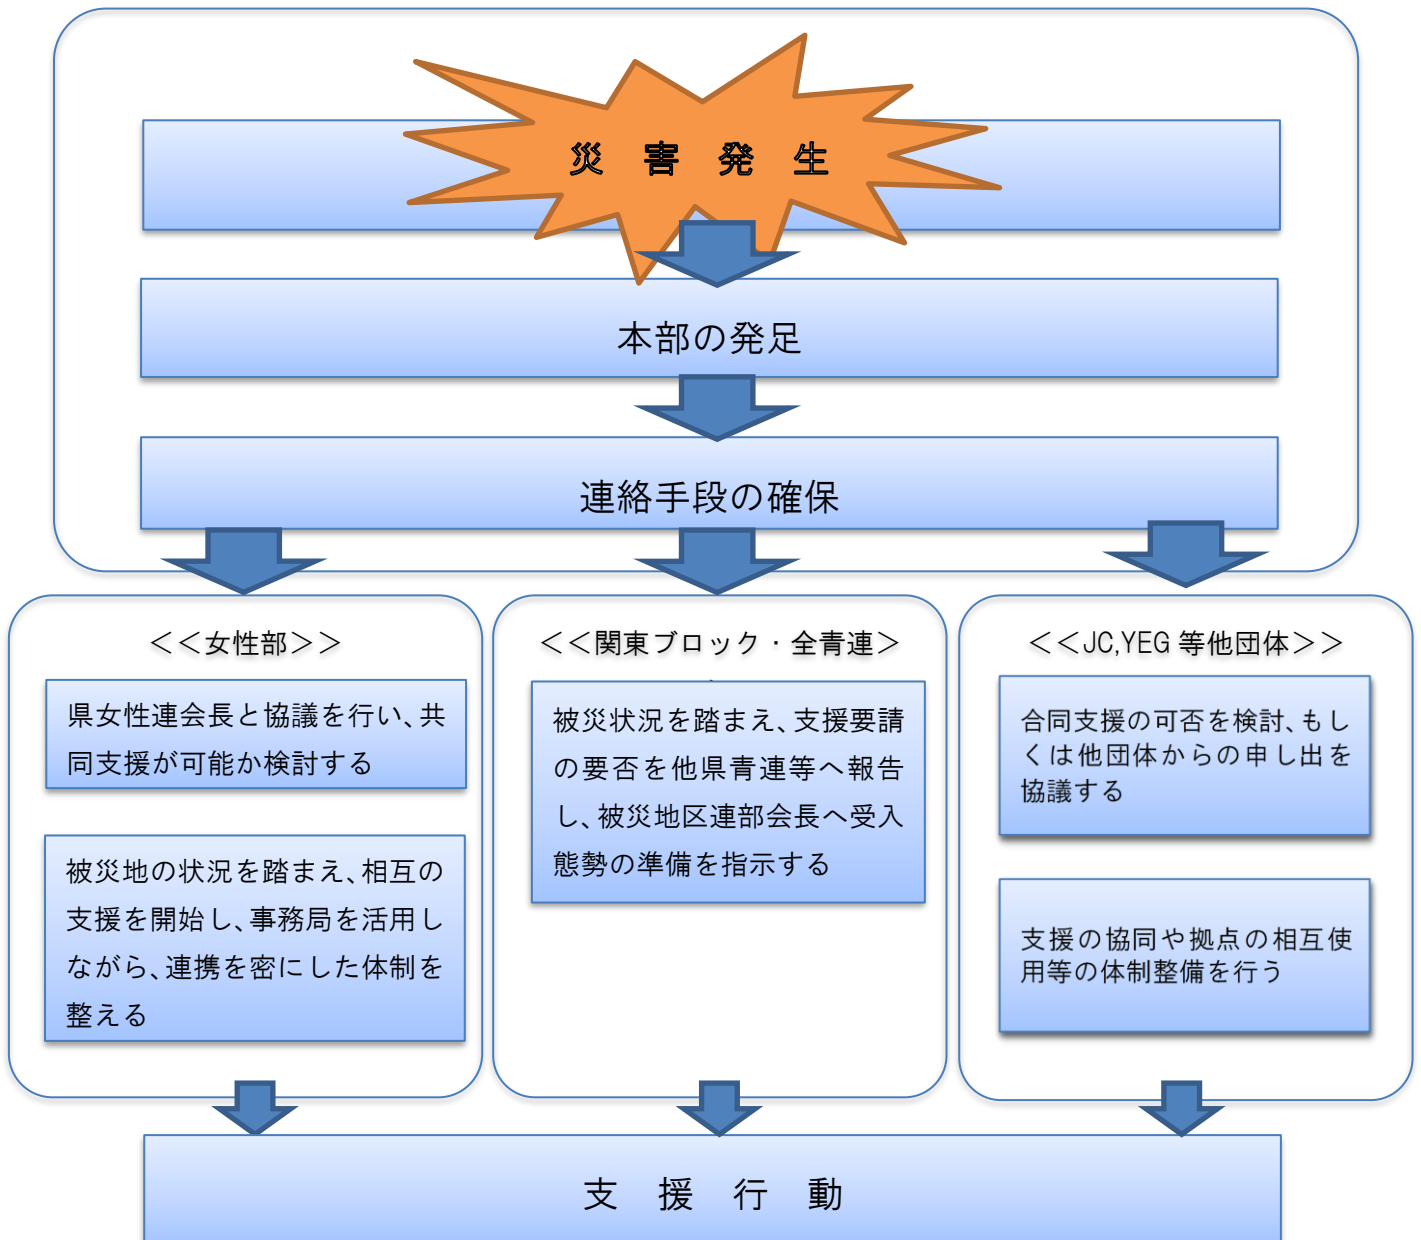 災　害　発　生
本部の発足
連絡手段の確保
＜＜女性部＞＞
県女性連会長と協議を行い、共
同支援が可能か検討する
被災地の状況を踏まえ、相互の
支援を開始し、事務局を活用し
ながら、連携を密にした体制を
整える
＜＜関東ブロック・全青連＞
被災状況を踏まえ、支援要請
の要否を他県青連等へ報告
し、被災地区連部会長へ受入
態勢の準備を指示する
＜＜JC,YEG 等他団体＞＞
合同支援の可否を検討、もし
くは他団体からの申し出を
協議する
支援の協同や拠点の相互使
用等の体制整備を行う
支　援　行　動